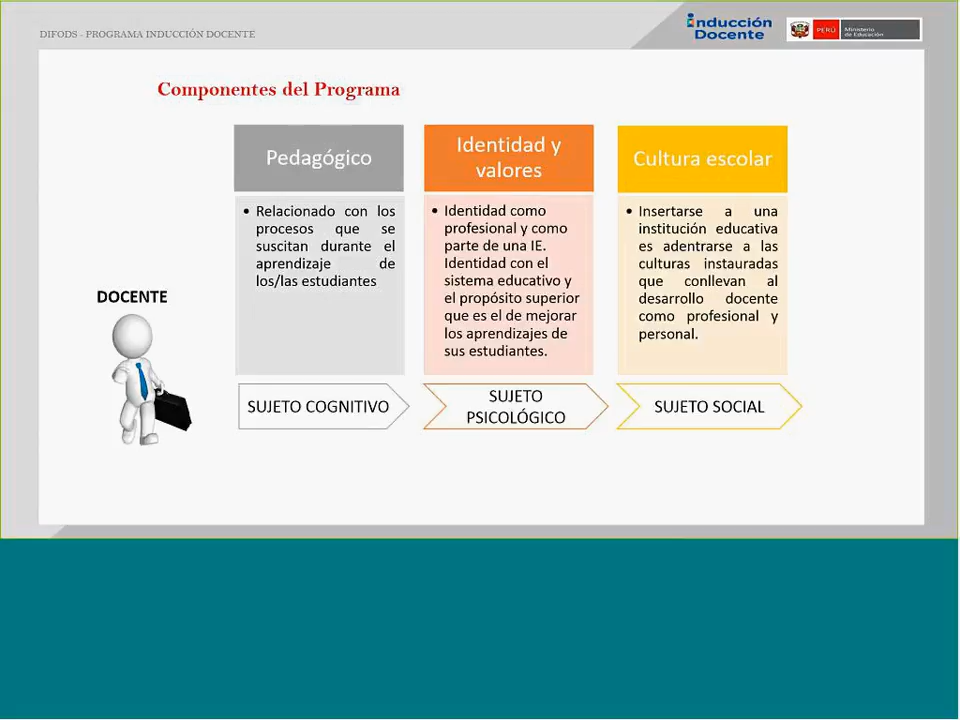 DIFODS - PROGRAMA INDUCCIÓN DOCENTE
inducción
Docente
PERÚ
Ministerio
de Educación
Componentes del Programa
Pedagógico
• Relacionado con los
procesos que se
suscitan durante el
aprendizaje de
los/las estudiantes
Identidad y
valores
• Identidad como
profesional y como
parte de una IE.
Identidad con el
sistema educativo y
el propósito superior
que es el de mejorar
los aprendizajes de
sus estudiantes.
Cultura escolar
• Insertarse a una
institución educativa
es adentrarse a las
culturas instauradas
que conllevan al
desarrollo docente
como profesional y
personal.
DOCENTE
SUJETO COGNITIVO
SUJETO
PSICOLÓGICO
SUJETO SOCIAL